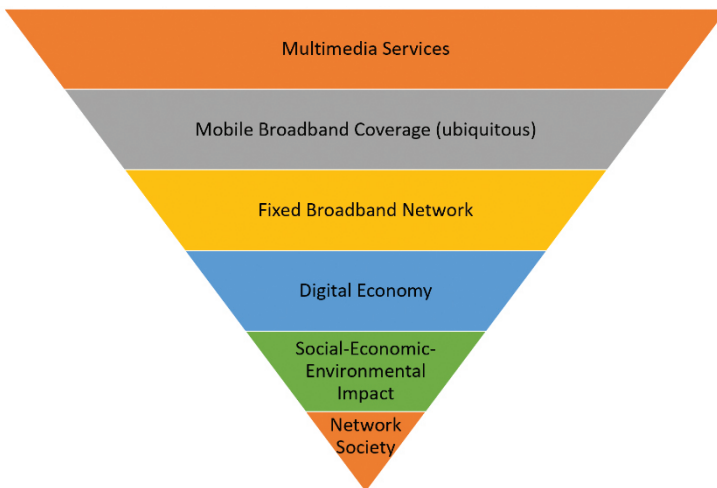 Multimedia Services
Mobile Broadband Coverage (ubiquitous)
Fixed Broadband Network
Digital Economy
Social-Economic-
Environmental
Impact
Network
Society